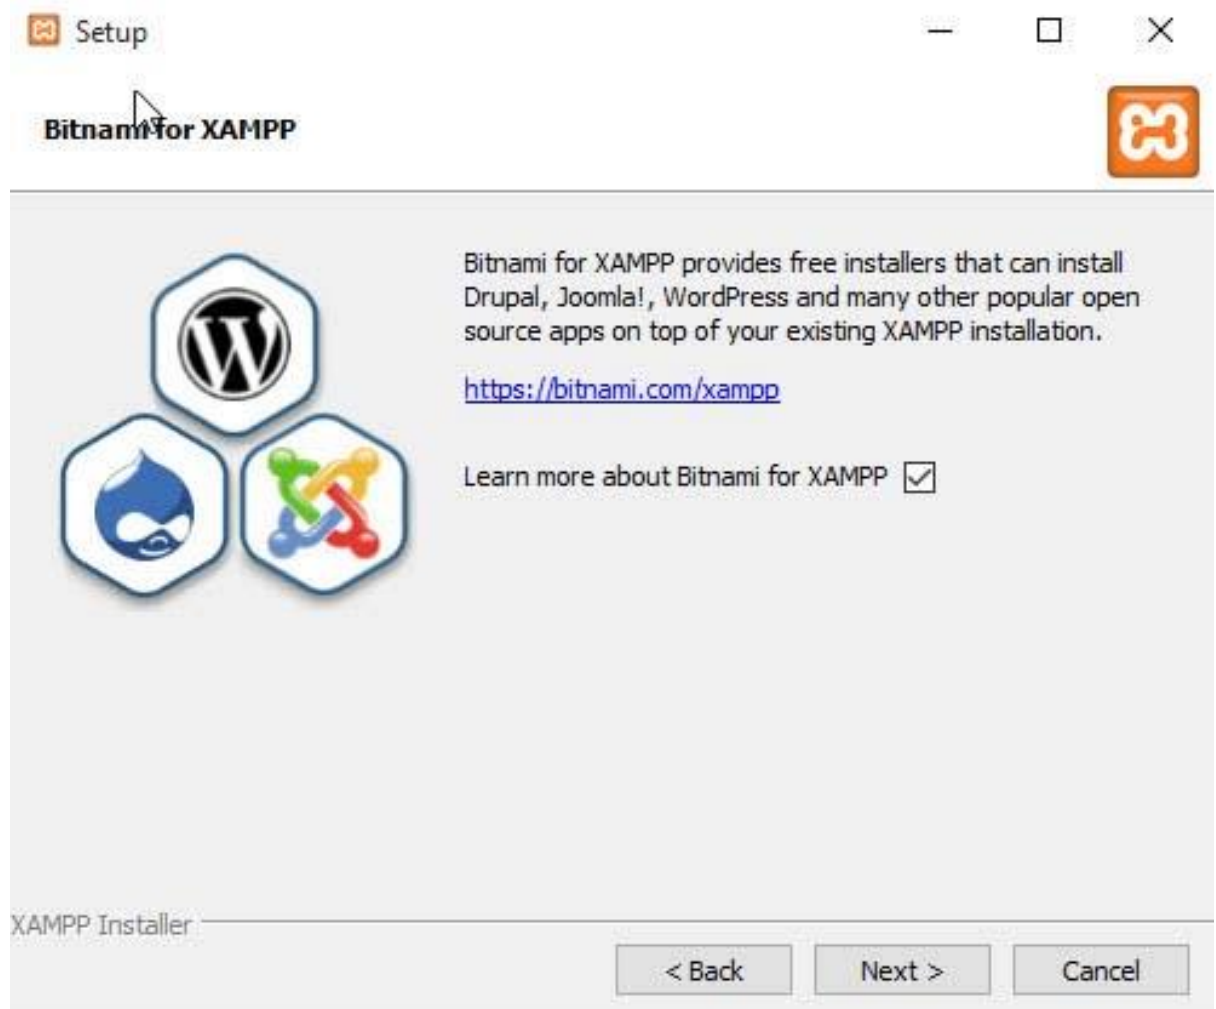 Setup
Bitnami for XAMPP
Bitnami for XAMPP provides free installers that can install
Drupal, Joomla!, WordPress and many other popular open
source apps on top of your existing XAMPP installation.
https://bitnami.com/xampp
Learn more about Bitnami for XAMPP
XAMPP Installer
< Back Next > Cancel